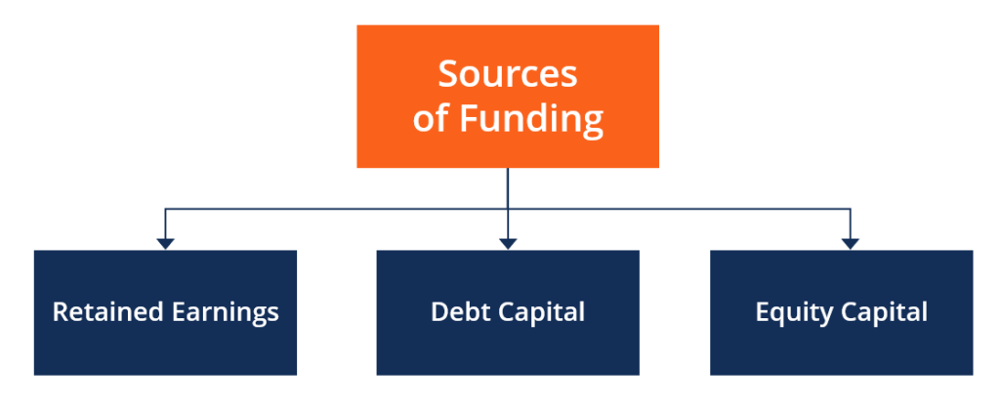 Sources
of Funding
Retained Earnings
Debt Capital
Equity Capital